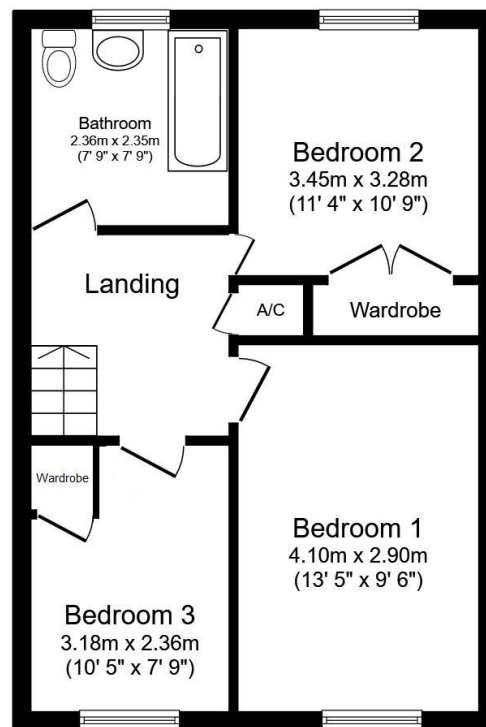 Bathroom
2.36m x 2.35m
(7' 9" x 7' 9")
Bedroom 2
3.45m x 3.28m
(11' 4" x 10' 9")
Landing
A/C
Wardrobe
Wardrobe
Bedroom 1
4.10m x 2.90m
(13' 5" x 9' 6")
Bedroom 3
3.18m x 2.36m
(10' 5" x 7' 9")